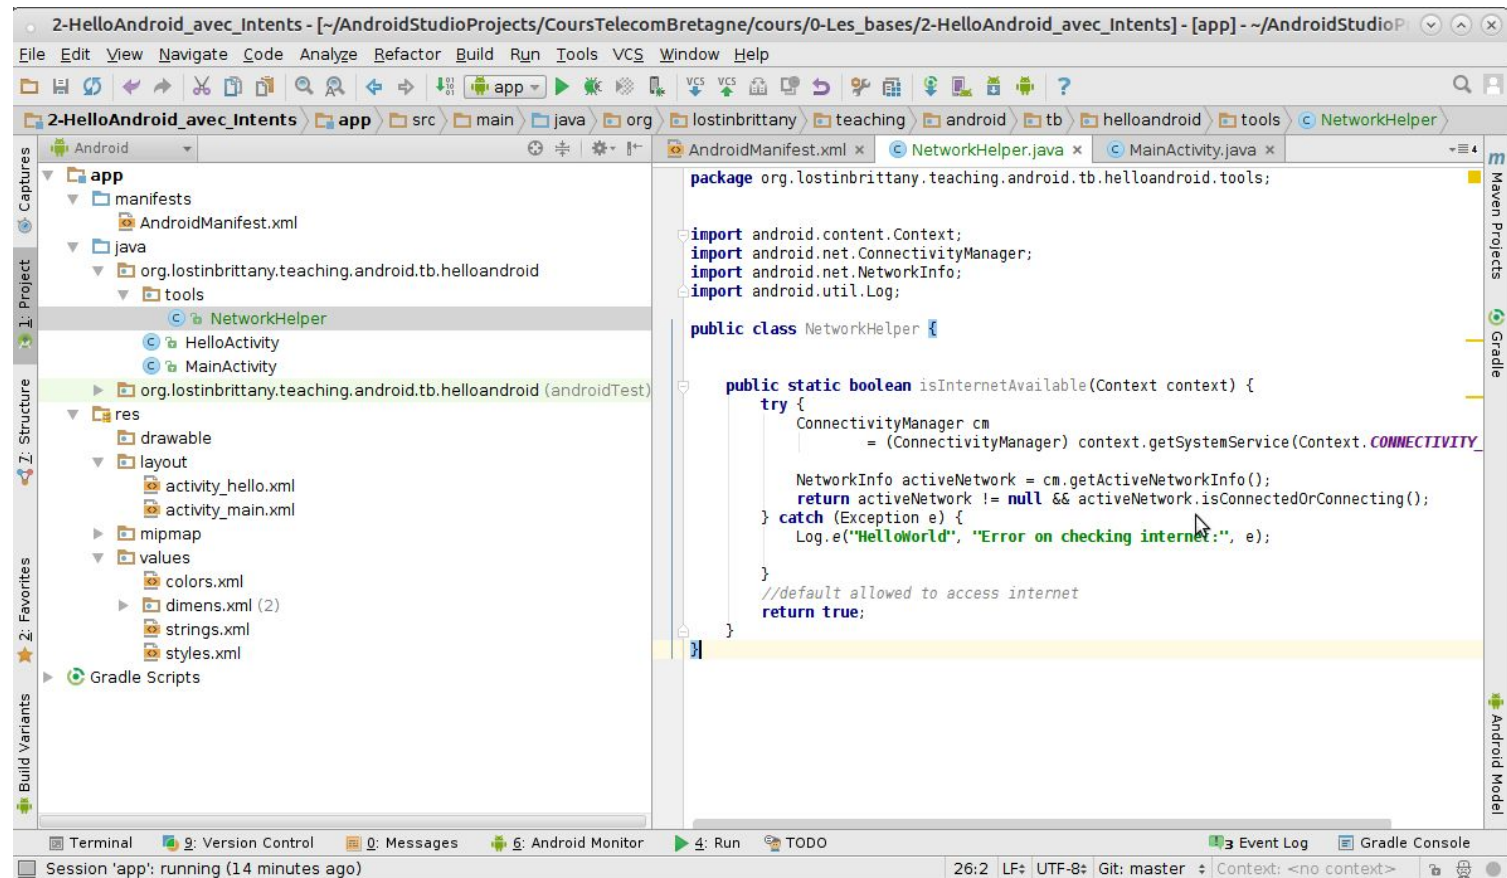 2-HelloAndroid_avec_Intents - [~/AndroidStudioProjects/CoursTelecomBretagne/cours/0-Les_bases/2-HelloAndroid_avec_Intents] - [app] - ~/AndroidStudioP
File Edit View Navigate Code Analyze Refactor Build Run Tools VCS Window Help
app
VCS VCS
?
2-HelloAndroid_avec_Intents app src main java org lostinbrittany teaching android tb helloandroid tools NetworkHelper
Android
AndroidManifest.xml × NetworkHelper.java × MainActivity.java ×
4
Captures
1: Project
7: Structure
2: Favorites
Build Variants
app
manifests
AndroidManifest.xml
java
org.lostinbrittany.teaching.android.tb.helloandroid
tools
NetworkHelper
HelloActivity
MainActivity
org.lostinbrittany.teaching.android.tb.helloandroid (androidTest)
res
drawable
layout
activity_hello.xml
activity_main.xml
mipmap
values
colors.xml
dimens.xml (2)
strings.xml
styles.xml
Gradle Scripts
package org.lostinbrittany.teaching.android.tb.helloandroid.tools;
import android.content.Context;
import android.net.ConnectivityManager;
import android.net.NetworkInfo;
import android.util.Log;
public class NetworkHelper {
public static boolean isInternetAvailable(Context context) {
try {
ConnectivityManager cm
= (ConnectivityManager) context.getSystemService(Context.CONNECTIVITY_
NetworkInfo activeNetwork = cm.getActiveNetworkInfo();
return activeNetwork != null && activeNetwork.isConnectedOrConnecting();
} catch (Exception e) {
Log.e("HelloWorld", "Error on checking internet:", e);
}
//default allowed to access internet
return true;
}
}
m
Maven Projects
Gradle
Android Model
Terminal 9: Version Control 0: Messages 6: Android Monitor 4: Run TODO 3 Event Log Gradle Console
Session 'app': running (14 minutes ago) 26:2 LF UTF-8 Git: master Context: <no context>